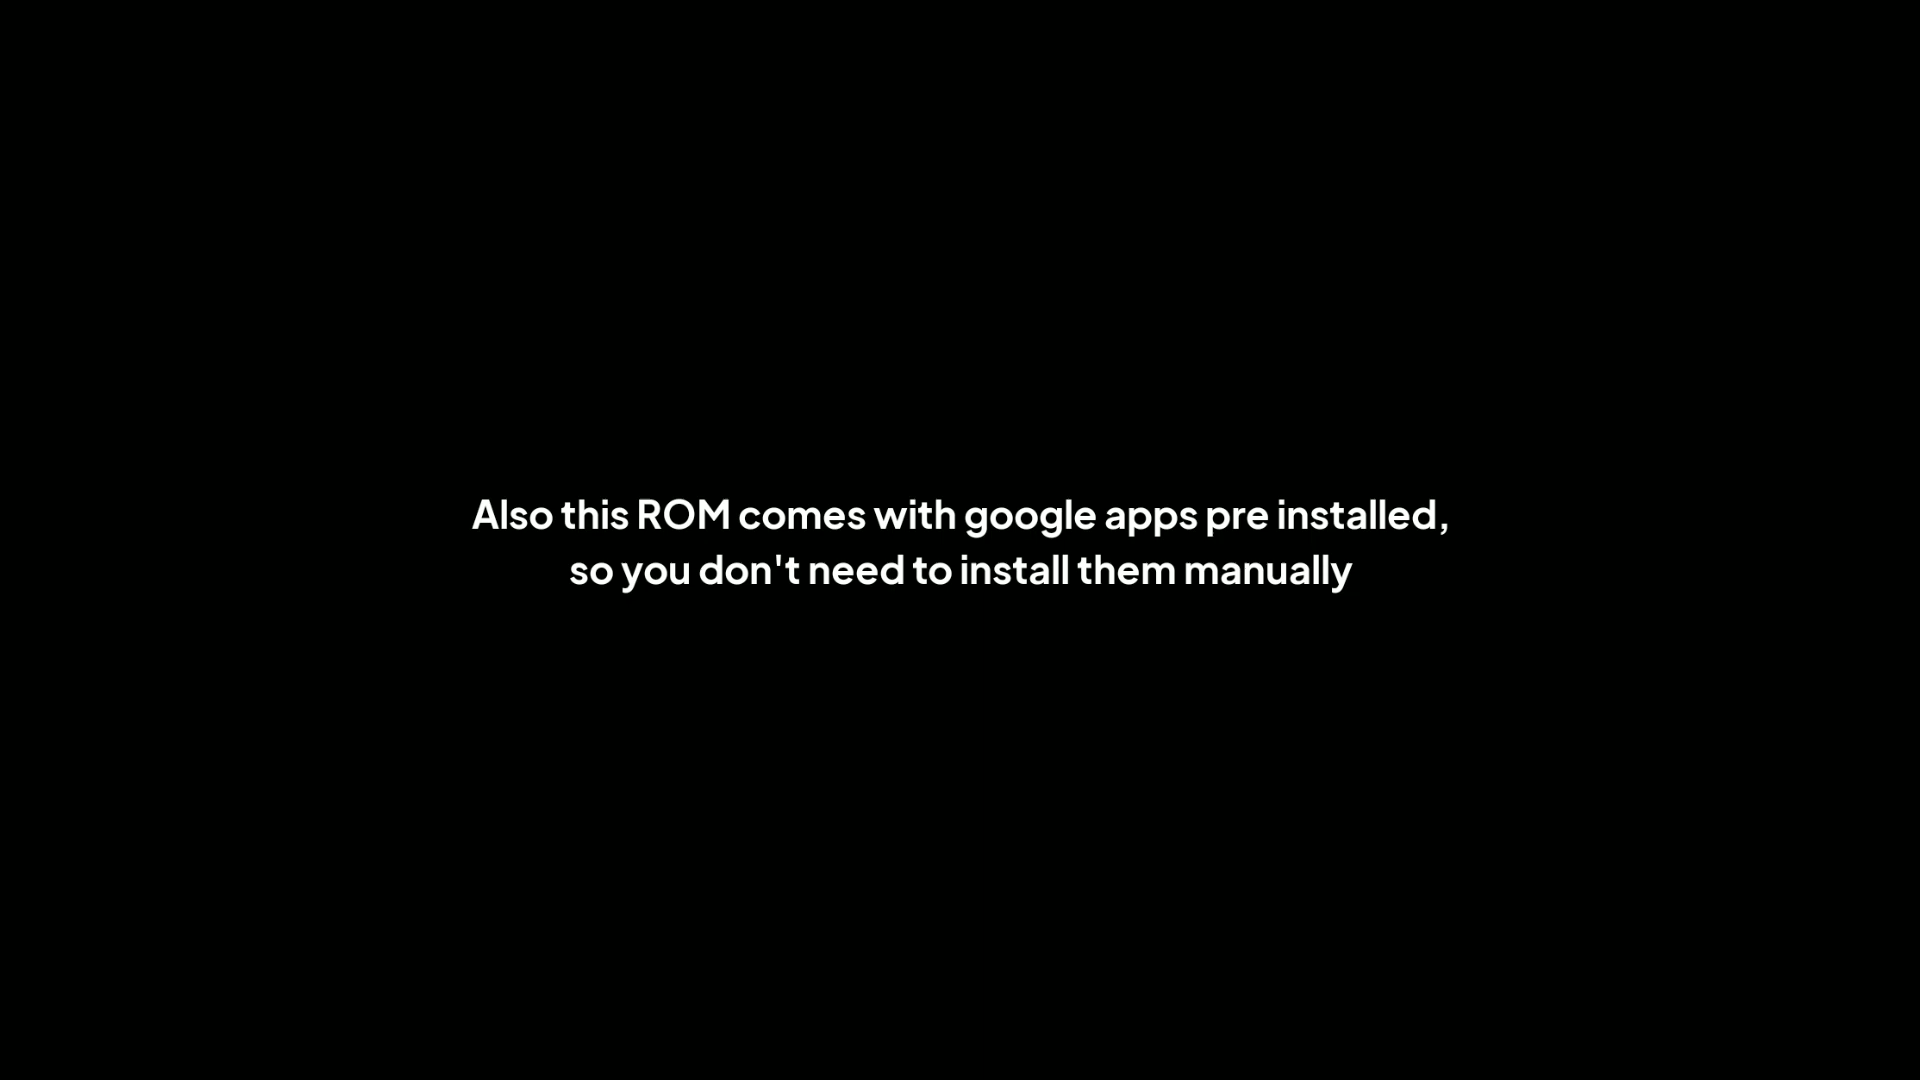 Also this ROM comes with google apps pre installed,
so you don't need to install them manually